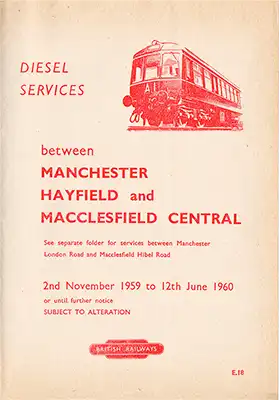 DIESEL
SERVICES
A
between
MANCHESTER
HAYFIELD and
MACCLESFIELD CENTRAL
See separate folder for services between Manchester
London Road and Macclesfield Hibel Road
2nd November 1959 to 12th June 1960
or until further notice
SUBJECT TO ALTERATION
BRITISH RAILWAYS
E.18